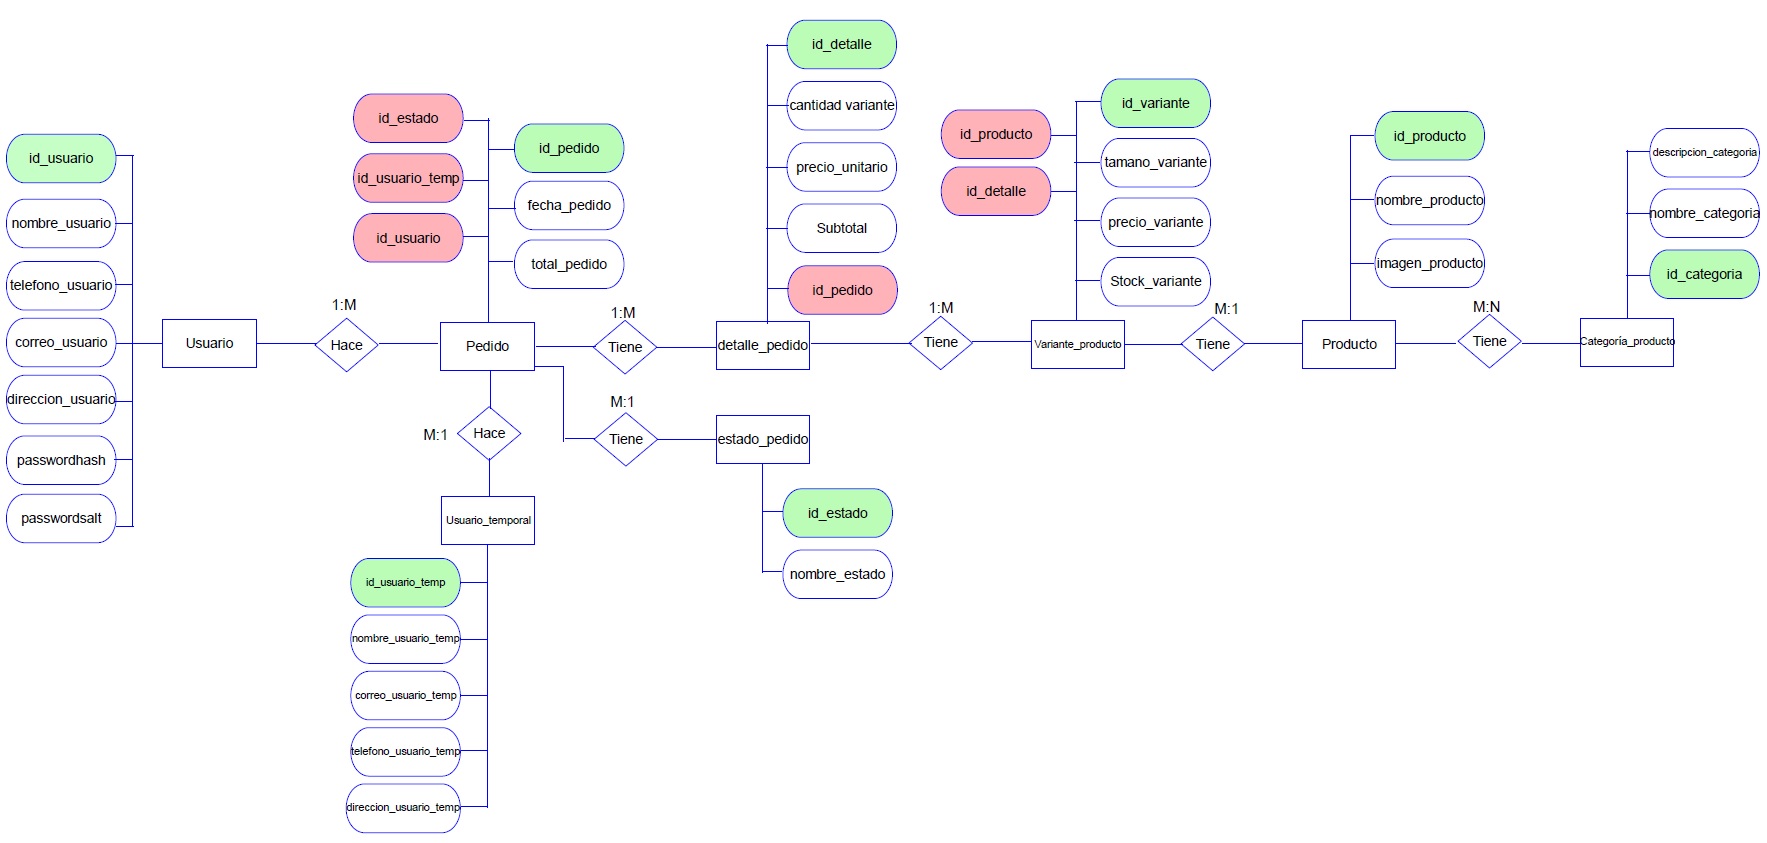 id_usuario
nombre_usuario
telefono_usuario
correo_usuario
direccion_usuario
passwordhash
passwordsalt
Usuario
1:M
Hace
id_estado
id_usuario_temp
id_usuario
id_pedido
fecha_pedido
total_pedido
Pedido
M:1
Hace
Usuario_temporal
id_usuario_temp
nombre_usuario_temp
correo_usuario_temp
telefono_usuario_temp
direccion_usuario_temp
1:M
Tiene
M:1
Tiene
id_detalle
cantidad variante
precio_unitario
Subtotal
id_pedido
detalle_pedido
estado_pedido
id_estado
nombre_estado
1:M
Tiene
id_producto
id_detalle
id_variante
tamano_variante
precio_variante
Stock_variante
Variante_producto
M:1
Tiene
id_producto
nombre_producto
imagen_producto
Producto
M:N
Tiene
descripcion_categoria
nombre_categoria
id_categoria
Categoría_producto